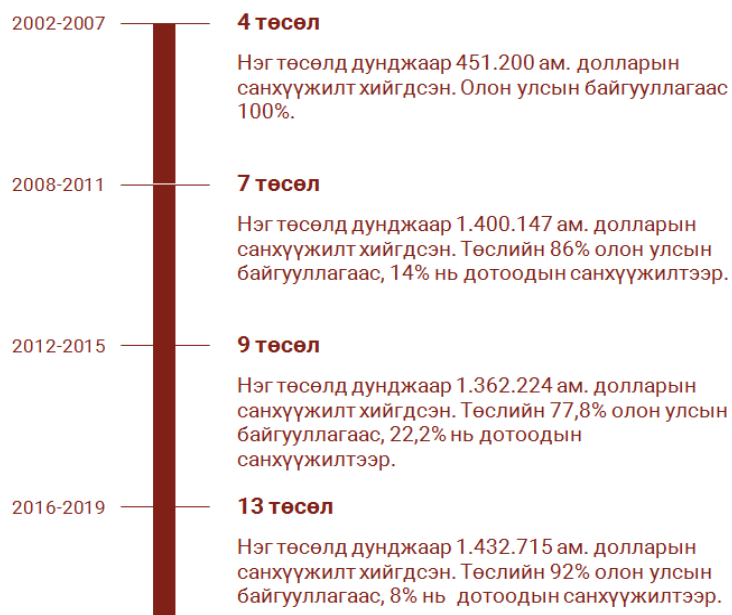 2002-2007
4 төсөл
Нэг төсөлд дунджаар 451.200 ам. долларын
санхүүжилт хийгдсэн. Олон улсын байгууллагаас
100%.
2008-2011
7 төсөл
Нэг төсөлд дунджаар 1.400.147 ам. долларын
санхүүжилт хийгдсэн. Төслийн 86% олон улсын
байгууллагаас, 14% нь дотоодын санхүүжилтээр.
2012-2015
9 төсөл
Нэг төсөлд дунджаар 1.362.224 ам. долларын
санхүүжилт хийгдсэн. Төслийн 77,8% олон улсын
байгууллагаас, 22,2% нь дотоодын
санхүүжилтээр.
2016-2019
13 төсөл
Нэг төсөлд дунджаар 1.432.715 ам. долларын
санхүүжилт хийгдсэн. Төслийн 92% олон улсын
байгууллагаас, 8% нь дотоодын санхүүжилтээр.